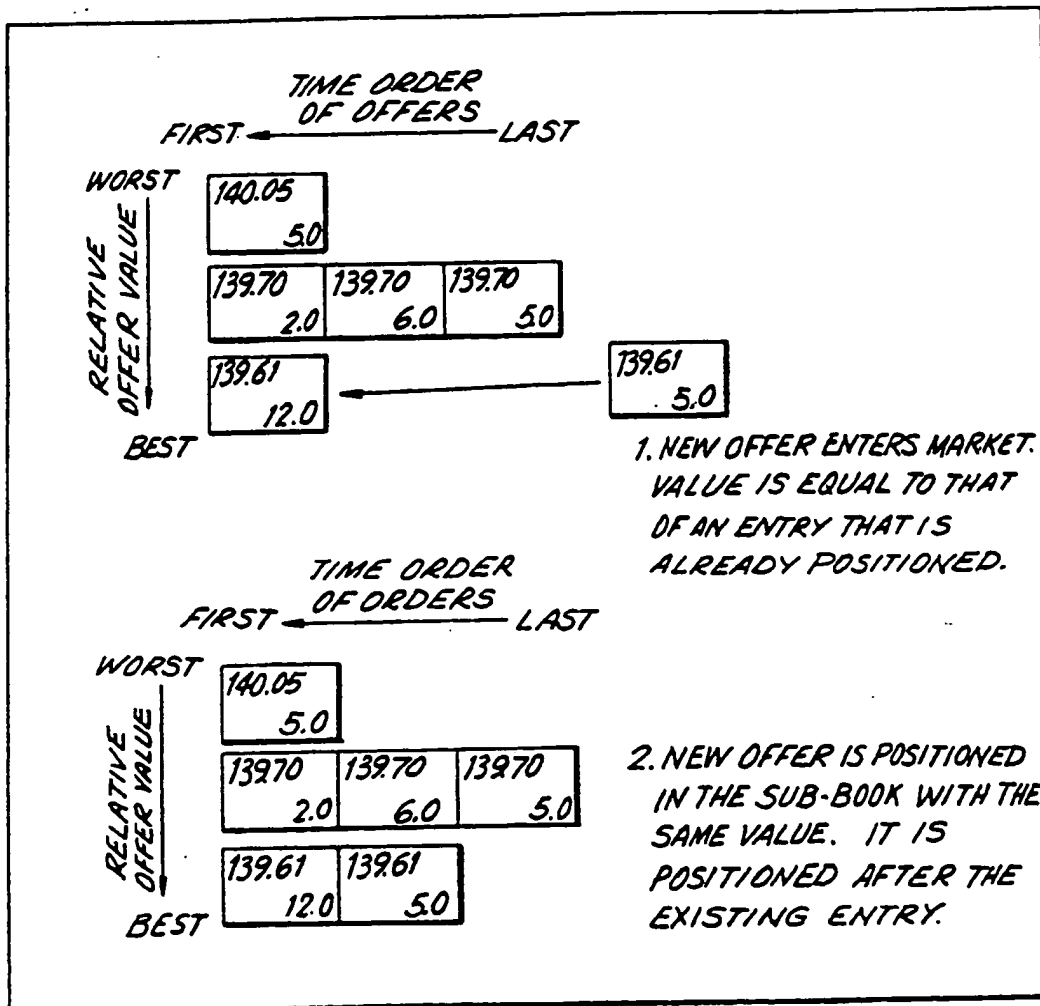 TIME ORDER
OF OFFERS
FIRST LAST
WORST
RELATIVE
OFFER VALUE
BEST
140.05
5.0
139.70 139.70 139.70
2.0 6.0 5.0
139.61
12.0
139.61
5.0
1. NEW OFFER ENTERS MARKET.
VALUE IS EQUAL TO THAT
OF AN ENTRY THAT IS
ALREADY POSITIONED.
TIME ORDER
OF ORDERS
FIRST LAST
WORST
RELATIVE
OFFER VALUE
BEST
140.05
5.0
139.70 139.70 139.70
2.0 6.0 5.0
139.61 139.61
12.0 5.0
2. NEW OFFER IS POSITIONED
IN THE SUB-BOOK WITH THE
SAME VALUE. IT IS
POSITIONED AFTER THE
EXISTING ENTRY.